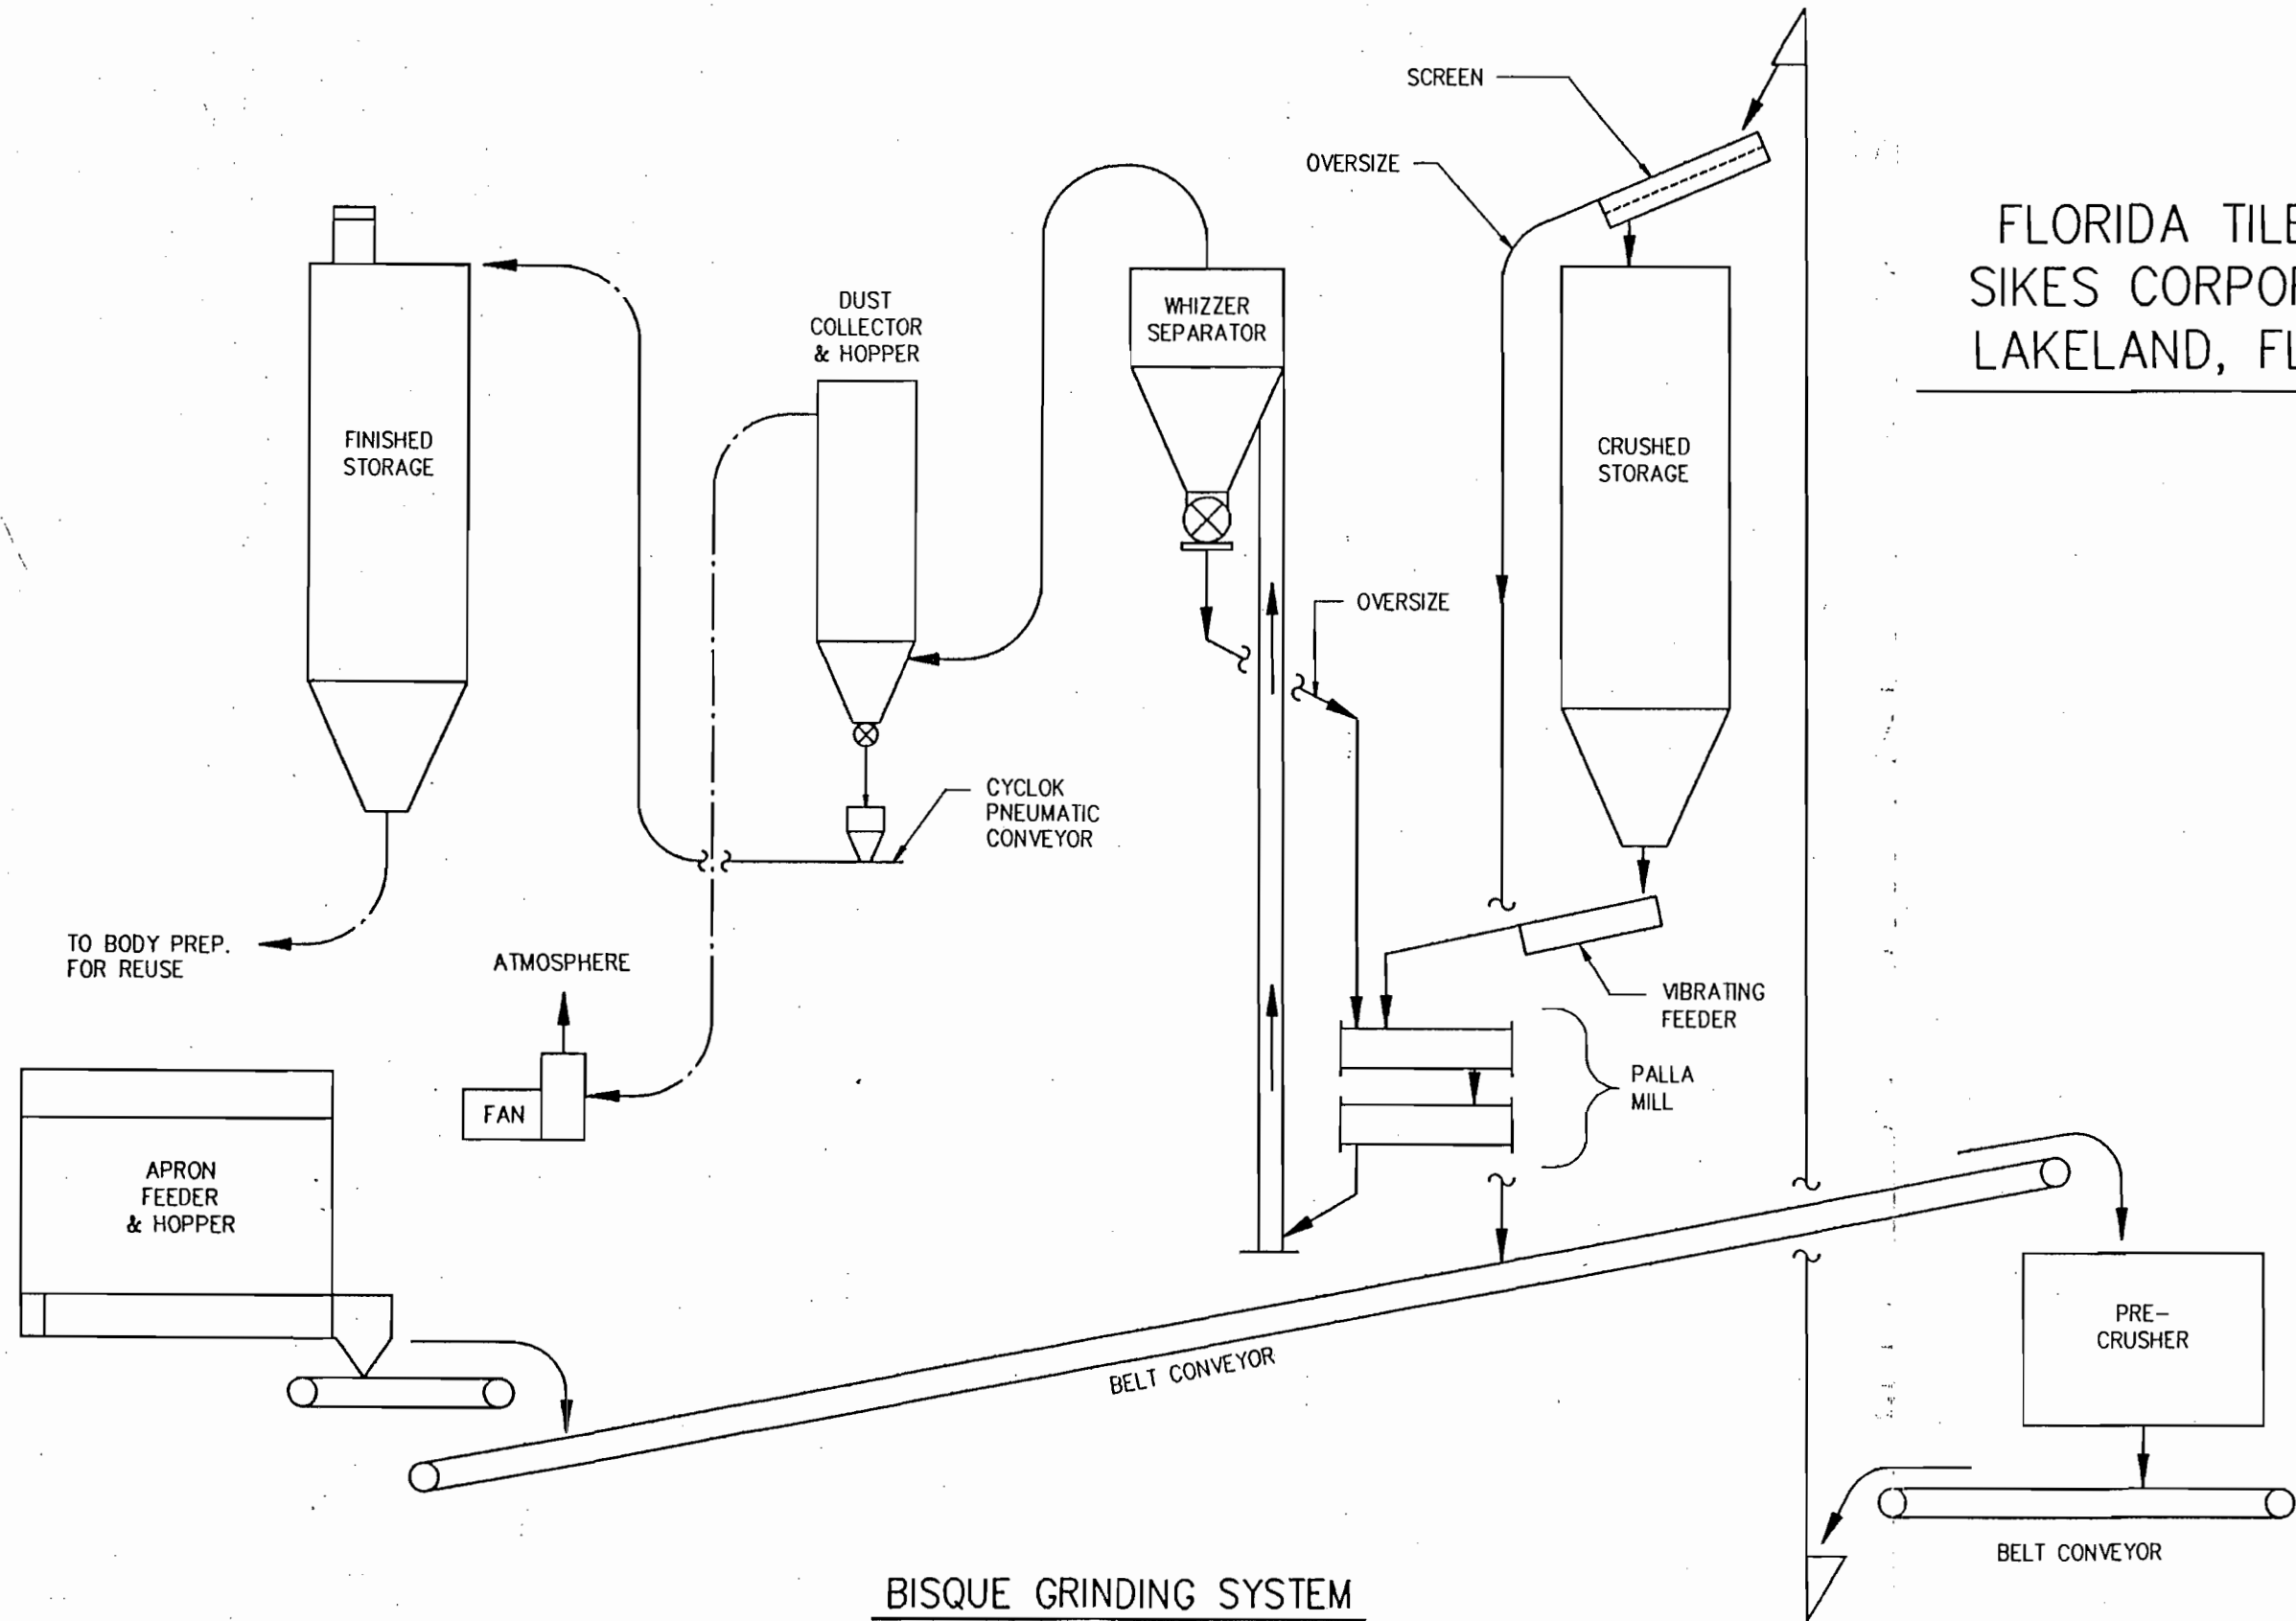 SCREEN
OVERSIZE
FLORIDA TILE
SIKES CORPOR
LAKELAND, FL
DUST
COLLECTOR
& HOPPER
WHIZZER
SEPARATOR
FINISHED
STORAGE
CRUSHED
STORAGE
OVERSIZE
CYCLOK
PNEUMATIC
CONVEYOR
TO BODY PREP.
FOR REUSE
ATMOSPHERE
VIBRATING
FEEDER
PALLA
MILL
FAN
APRON
FEEDER
& HOPPER
PRE-
CRUSHER
BELT CONVEYOR
BELT CONVEYOR
BISQUE GRINDING SYSTEM